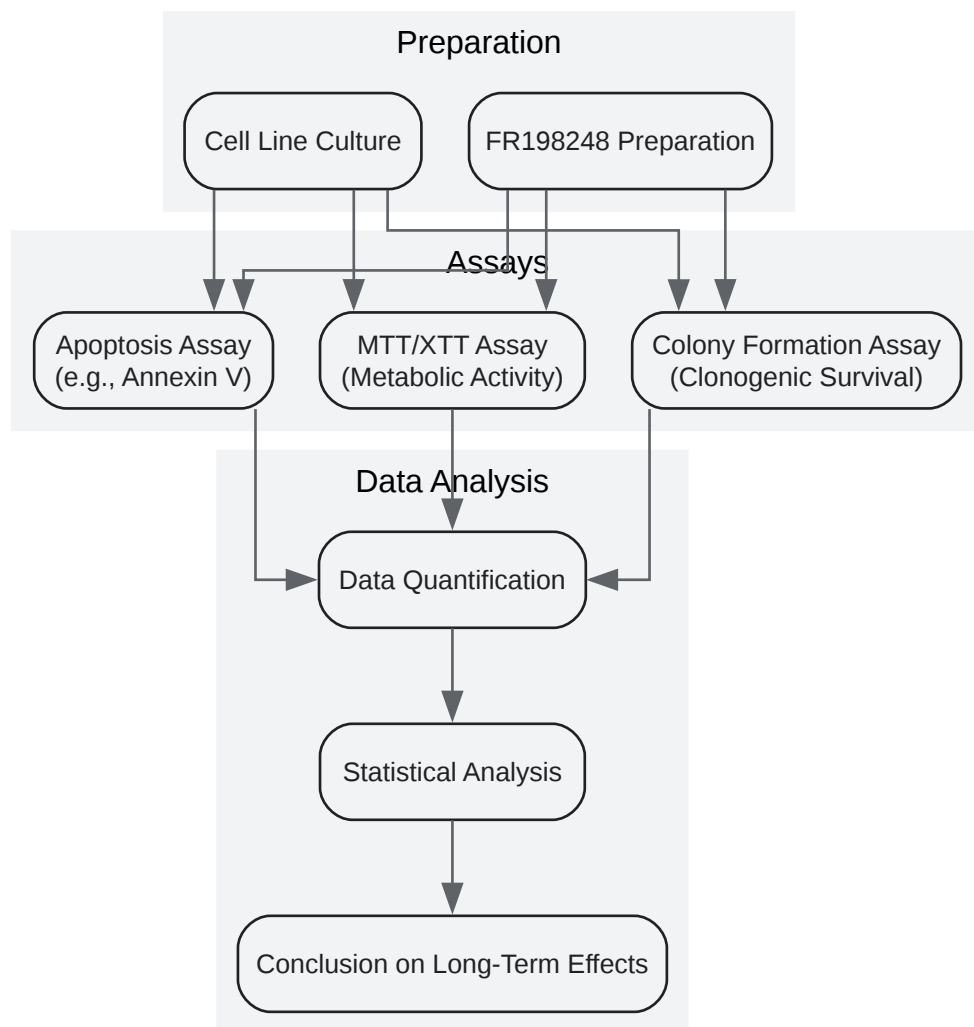 Preparation
Cell Line Culture
FR198248 Preparation
Assays
Apoptosis Assay
(e.g., Annexin V)
MTT/XTT Assay
(Metabolic Activity)
Colony Formation Assay
(Clonogenic Survival)
Data Analysis
Data Quantification
Statistical Analysis
Conclusion on Long-Term Effects